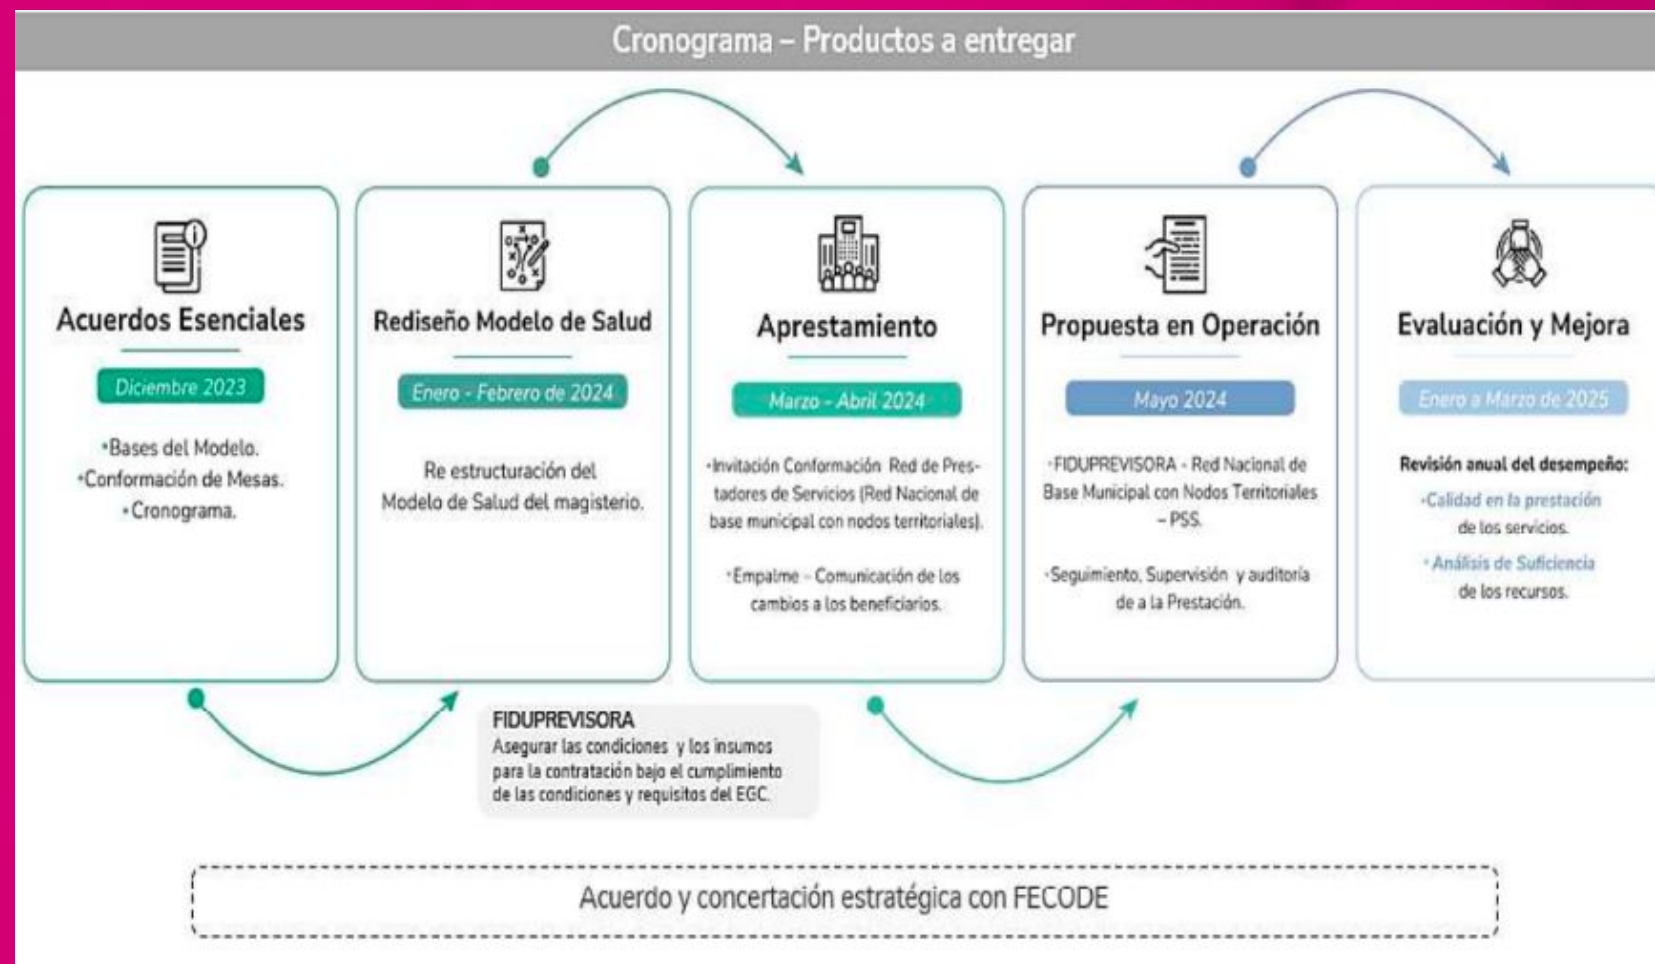 Cronograma – Productos a entregar
Acuerdos Esenciales
Diciembre 2023
•Bases del Modelo.
•Conformación de Mesas.
•Cronograma.
Rediseño Modelo de Salud
Enero - Febrero de 2024
Re estructuración del
Modelo de Salud del magisterio.
Aprestamiento
Marzo - Abril 2024
•Invitación Conformación Red de Pres-
tadores de Servicios (Red Nacional de
base municipal con nodos territoriales).
•Empalme – Comunicación de los
cambios a los beneficiarios.
Propuesta en Operación
Mayo 2024
•FIDUPREVISORA - Red Nacional de
Base Municipal con Nodos Territoriales
– PSS.
•Seguimiento, Supervisión y auditoría
de a la Prestación.
Evaluación y Mejora
Enero a Marzo de 2025
Revisión anual del desempeño:
•Calidad en la prestación
de los servicios.
•Análisis de Suficiencia
de los recursos.
FIDUPREVISORA
Asegurar las condiciones y los insumos
para la contratación bajo el cumplimiento
de las condiciones y requisitos del EGC.
Acuerdo y concertación estratégica con FECODE